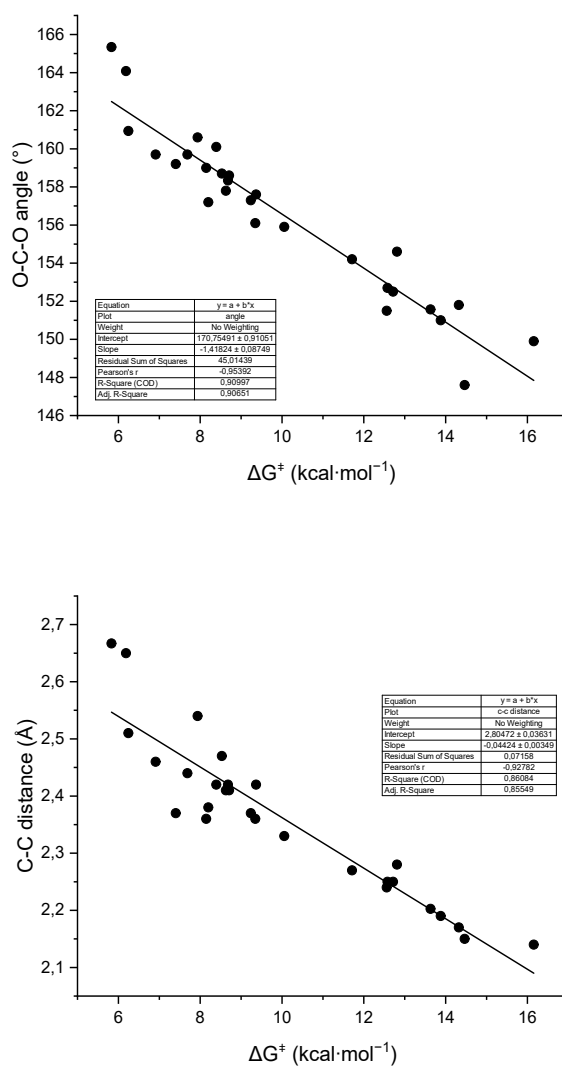 166
164
162
160
158
156
154
152
150
148
146
O-C-O angle (°)
Equation y = a + b*x
Plot angle
Weight No Weighting
Intercept 170,75491 ± 0,91051
Slope -1,41824 ± 0,08749
Residual Sum of Squares 45,01439
Pearson's r -0,95392
R-Square (COD) 0,90997
Adj. R-Square 0,90651
6 8 10 12 14 16
ΔG‡ (kcal·mol−1)
2,7
2,6
2,5
2,4
2,3
2,2
2,1
C-C distance (Å)
Equation y = a + b*x
Plot c-c distance
Weight No Weighting
Intercept 2,80472 ± 0,03631
Slope -0,04424 ± 0,00349
Residual Sum of Squares 0,07158
Pearson's r -0,92782
R-Square (COD) 0,86084
Adj. R-Square 0,85549
6 8 10 12 14 16
ΔG‡ (kcal·mol−1)